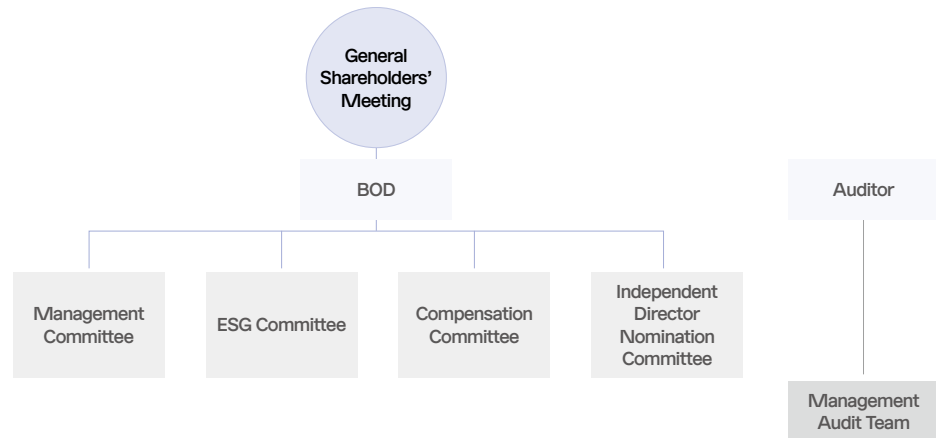 General
Shareholders’
Meeting
BOD
Auditor
Management
Committee
ESG Committee
Compensation
Committee
Independent
Director
Nomination
Committee
Management
Audit Team